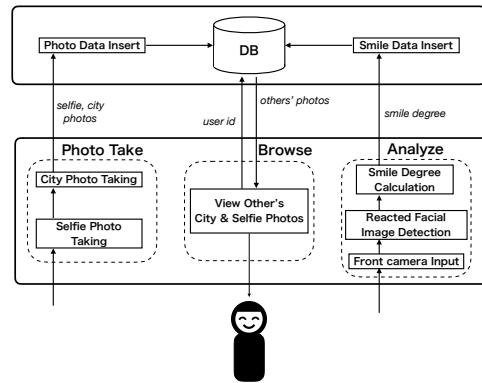 Photo Data Insert
DB
Smile Data Insert
selfie, city
photos
user id
others' photos
smile degree
Photo Take
Browse
Analyze
City Photo Taking
Selfie Photo
Taking
View Other's
City & Selfie Photos
Smile Degree
Calculation
Reacted Facial
Image Detection
Front camera Input